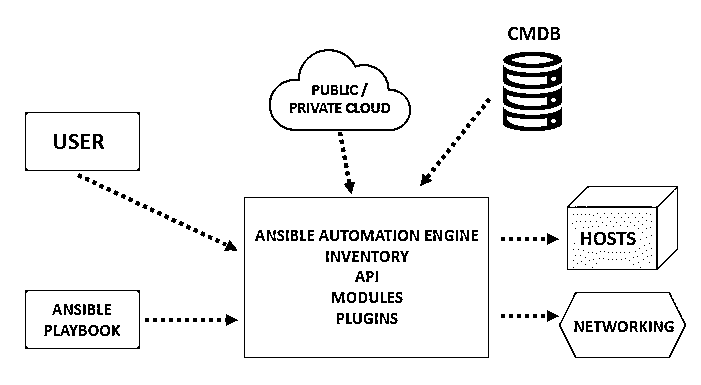 CMDB
PUBLIC /
PRIVATE CLOUD
USER
ANSIBLE AUTOMATION ENGINE
INVENTORY
API
MODULES
PLUGINS
HOSTS
ANSIBLE
PLAYBOOK
NETWORKING